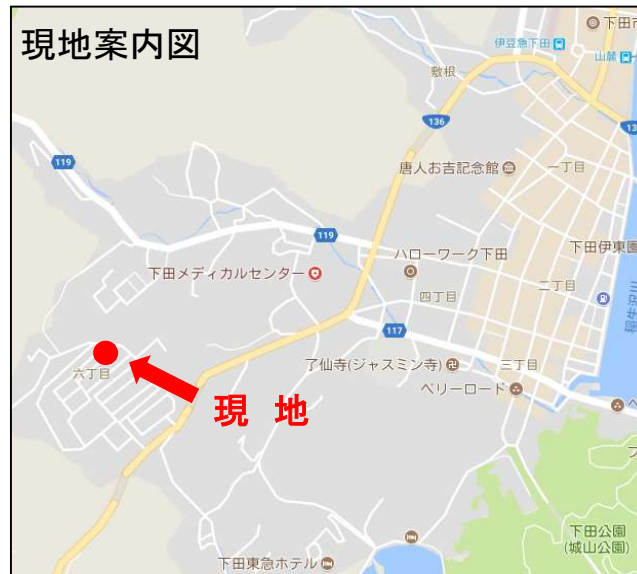 現地案内図
下田市
伊豆急下田
山麓
敷根
136
13
119
唐人お吉記念館
一丁目
119
ハローワーク下田
下田伊東園
下田メディカルセンター
四丁目
二丁目
稲生沢川
117
六丁目
了仙寺(ジャスミン寺)
三丁目
ペリーロード
現 地
下田公園
(城山公園)
下田東急ホテル